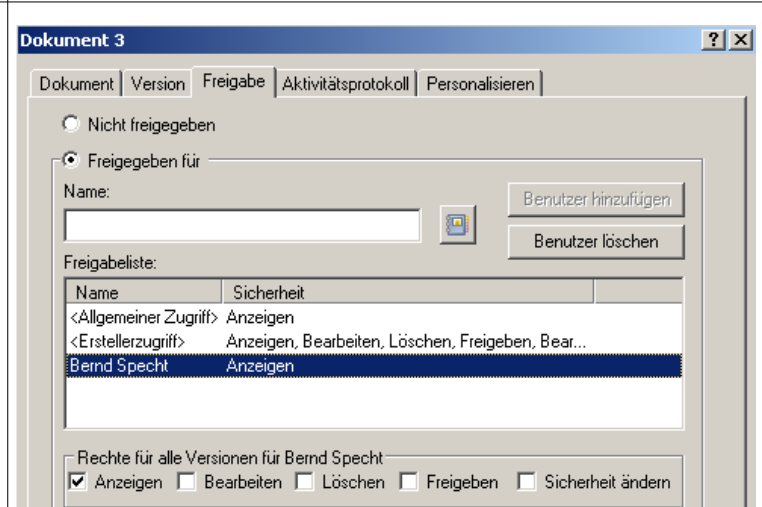 Dokument 3
Dokument Version Freigabe Aktivitätsprotokoll Personalisieren
Nicht freigegeben
Freigegeben für
Name:
Benutzer hinzufügen
Benutzer löschen
Freigabeliste:
Name Sicherheit
<Allgemeiner Zugriff> Anzeigen
<Erstellerzugriff> Anzeigen, Bearbeiten, Löschen, Freigeben, Bear...
Bernd Specht Anzeigen
Rechte für alle Versionen für Bernd Specht
Anzeigen Bearbeiten Löschen Freigeben Sicherheit ändern